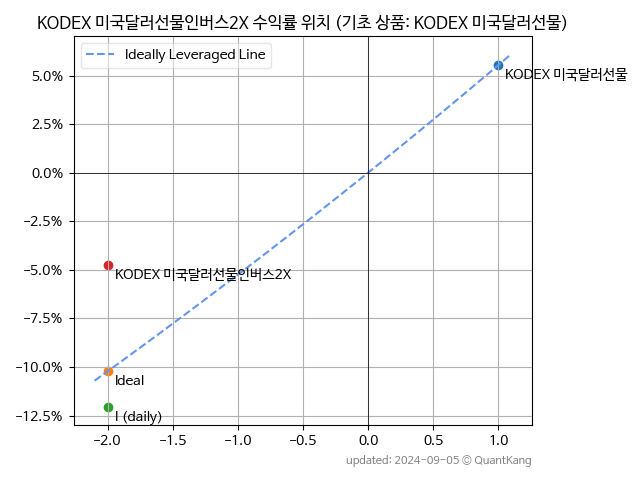 KODEX 미국달러선물인버스2X 수익률 위치 (기초 상품: KODEX 미국달러선물)
Ideally Leveraged Line
5.0%
KODEX 미국달러선물
2.5%
0.0%
−2.5%
−5.0%
KODEX 미국달러선물인버스2X
−7.5%
−10.0%
Ideal
−12.5%
I (daily)
−2.0 −1.5 −1.0 −0.5 0.0 0.5 1.0
updated: 2024-09-05 © QuantKang